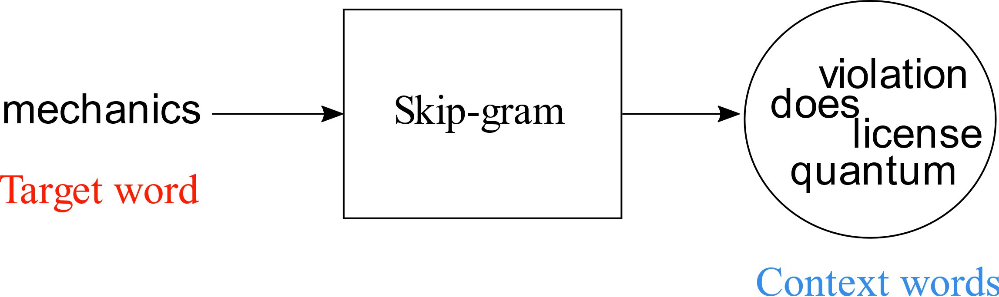 mechanics
Target word
Skip-gram
violation
does
license
quantum
Context words